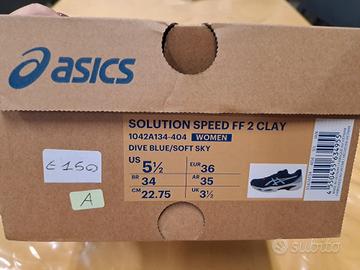 asics
SOLUTION SPEED FF 2 CLAY
1042A134-404 WOMEN
DIVE BLUE/SOFT SKY
US 5½ EUR 36
BR 34 AR 35
CM 22.75 UK 3½
€ 150
A
subito